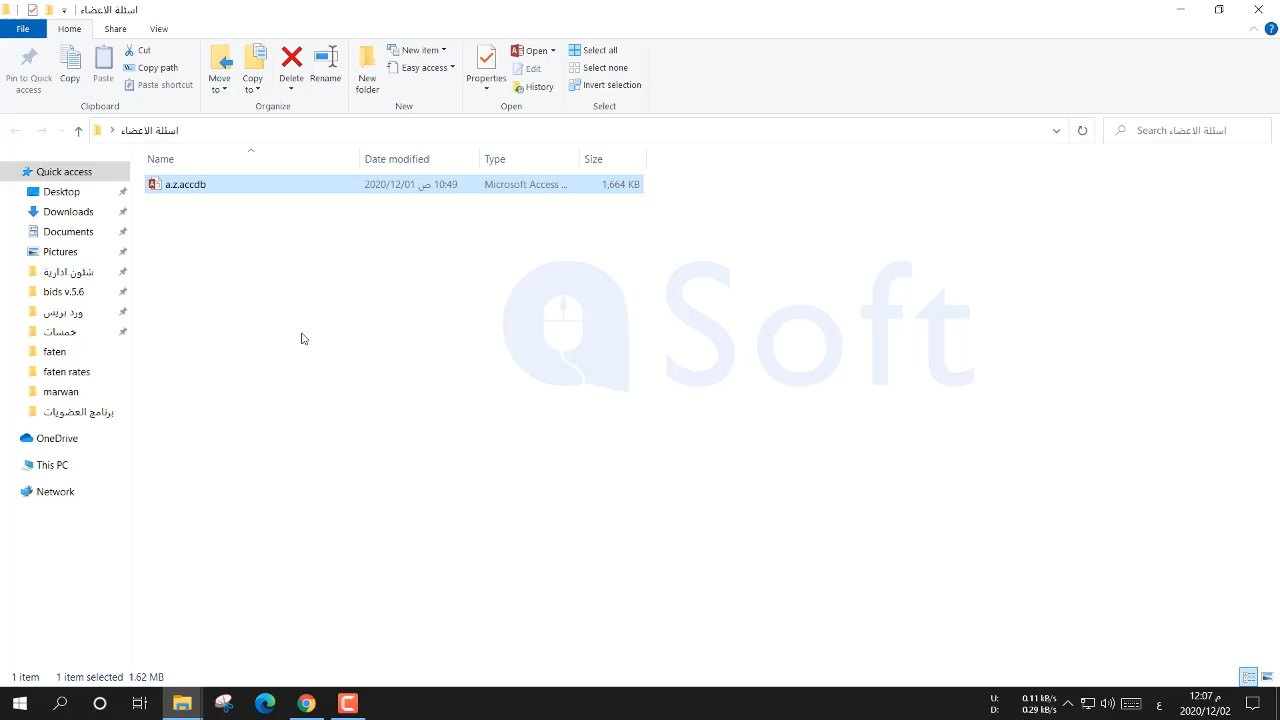 اسئلة الاعضاء
File Home Share View
Pin to Quick access
Copy
Paste
Cut
Copy path
Paste shortcut
Clipboard
Move to
Copy to
Delete
Rename
Organize
New folder
New item
Easy access
New
Properties
Open
Edit
History
Open
Select all
Select none
Invert selection
Select
اسئلة الاعضاء
Search اسئلة الاعضاء
Name Date modified Type Size
a.z.accdb 2020/12/01 ص 10:49 Microsoft Access ... 1,664 KB
Quick access
Desktop
Downloads
Documents
Pictures
شئون ادارية
bids v.5.6
ورد بريس
خمسات
faten
faten rates
marwan
برنامج العضويات
OneDrive
This PC
Network
Soft
1 item 1 item selected 1.62 MB
U: 0.11 kB/s
D: 0.29 kB/s
ع
12:07 م
2020/12/02